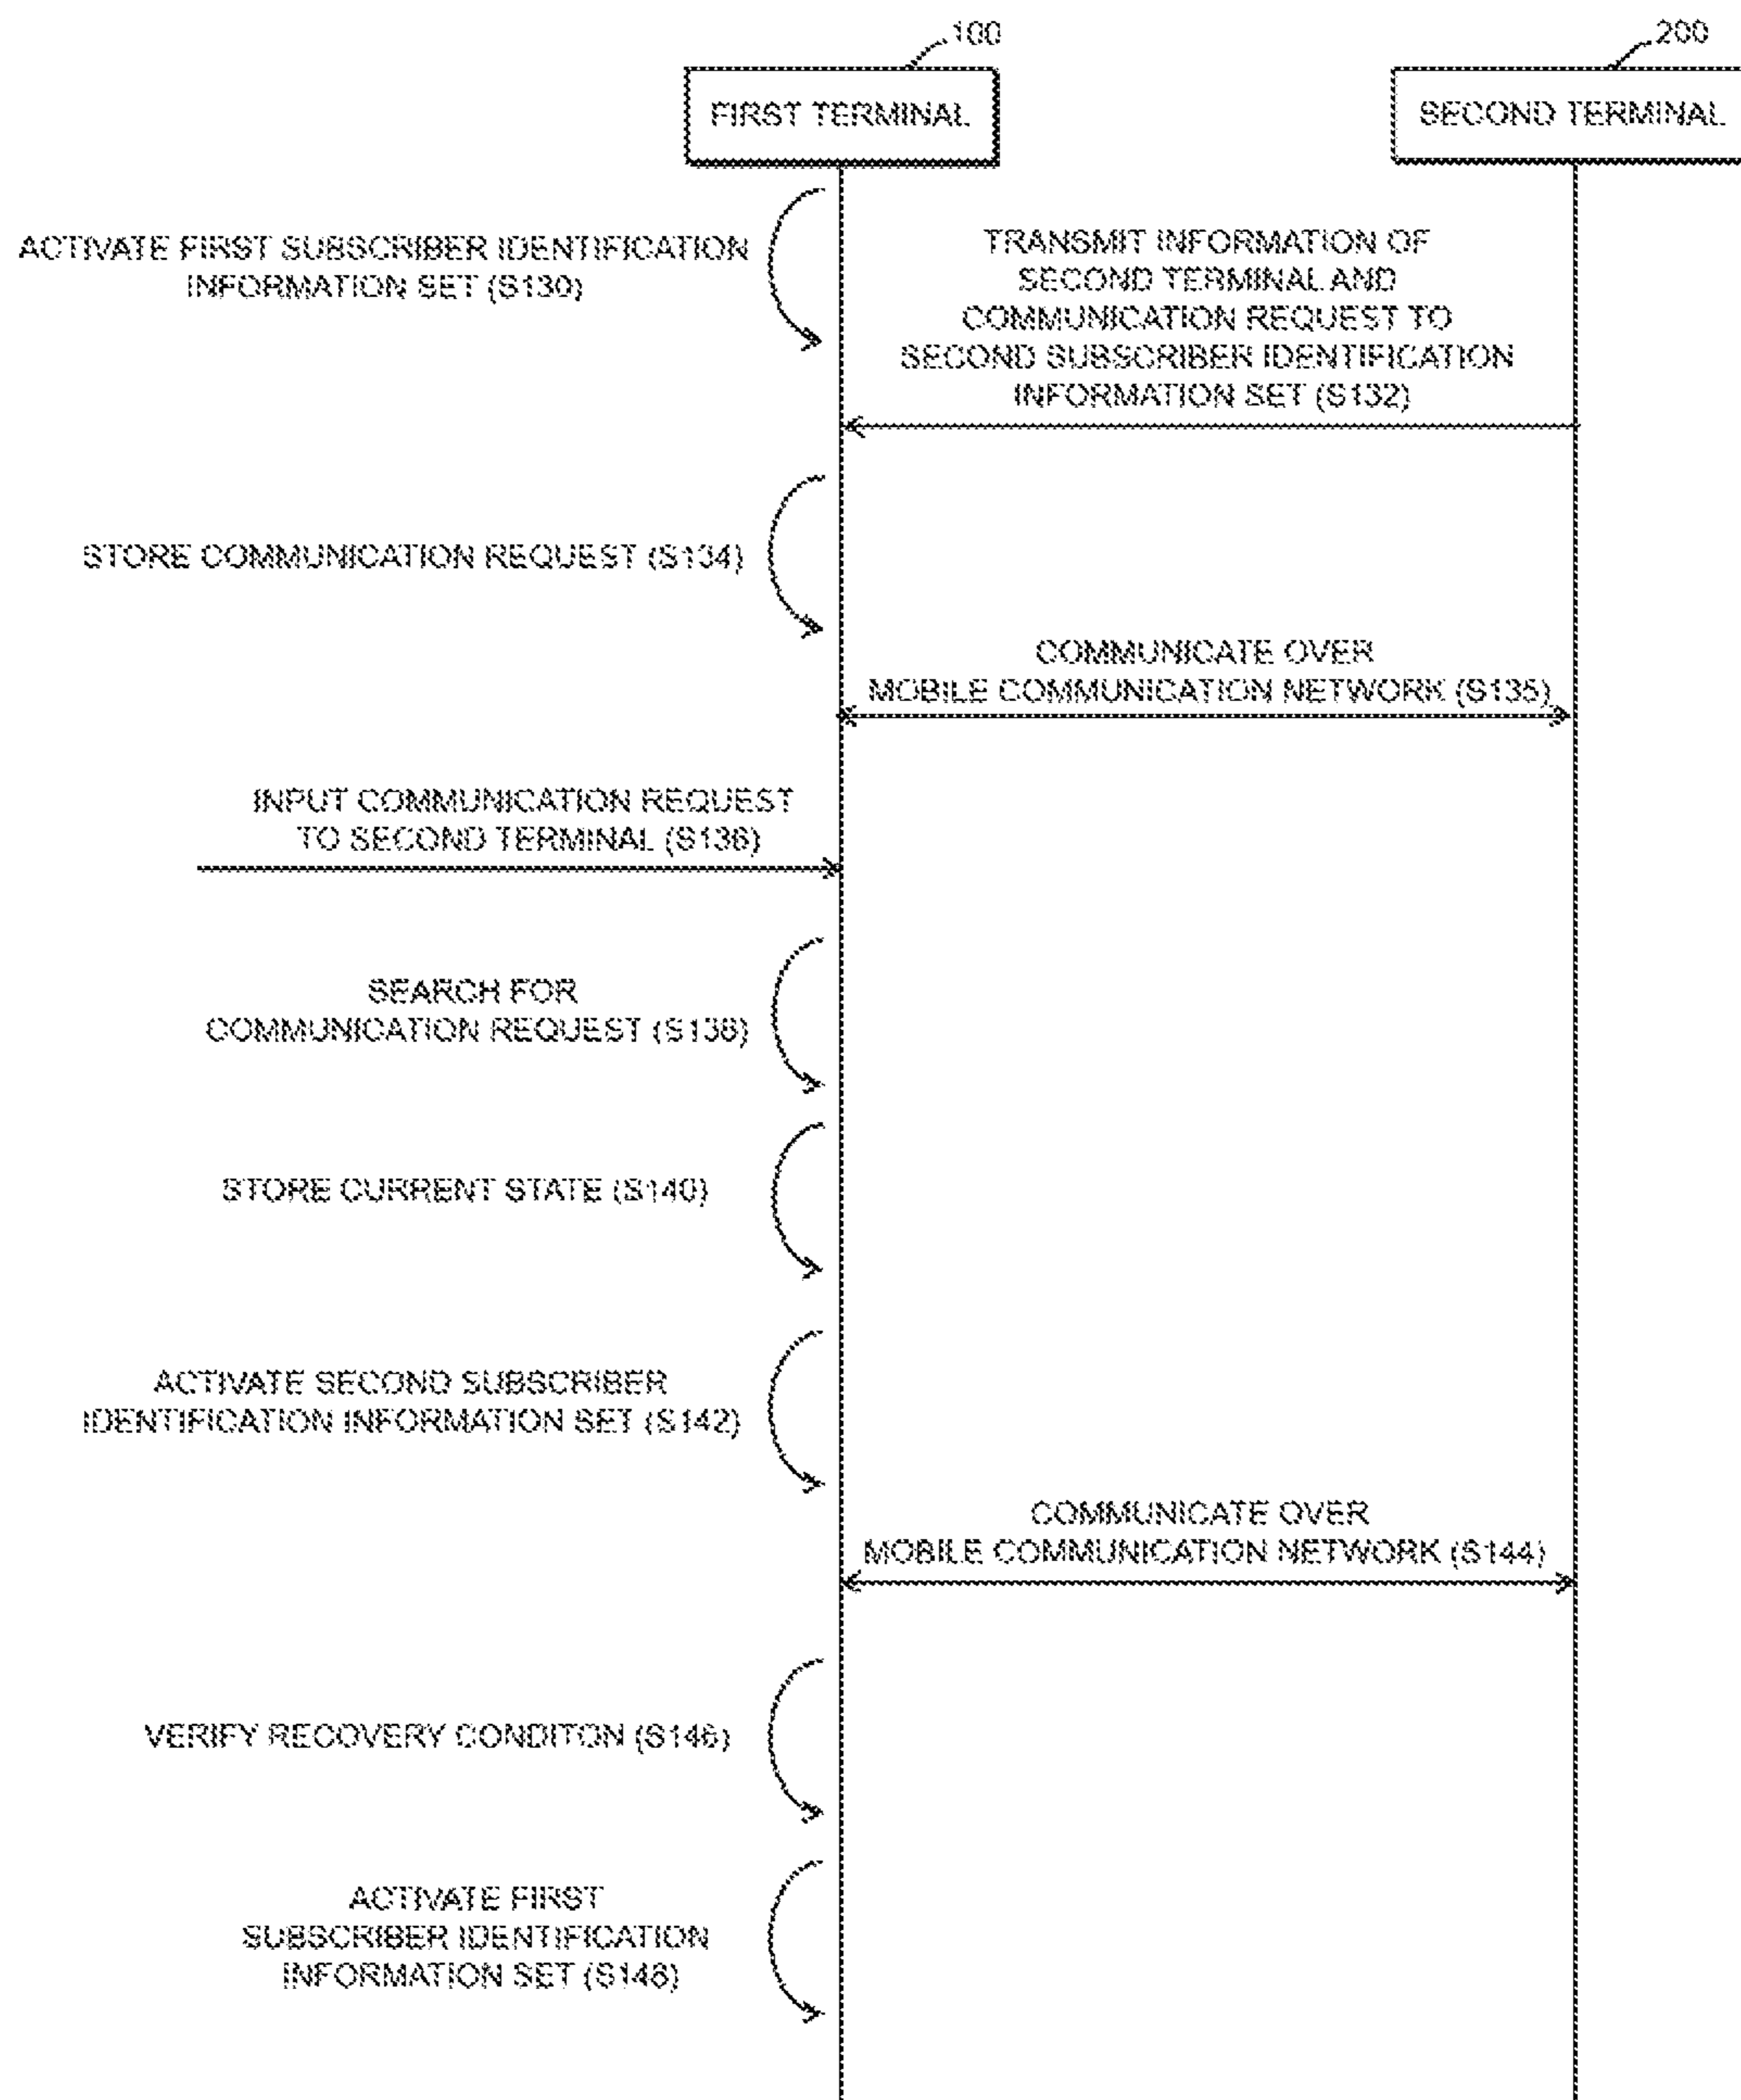 100
200
FIRST TERMINAL
SECOND TERMINAL
ACTIVATE FIRST SUBSCRIBER IDENTIFICATION
INFORMATION SET (S130)
TRANSMIT INFORMATION OF
SECOND TERMINAL AND
COMMUNICATION REQUEST TO
SECOND SUBSCRIBER IDENTIFICATION
INFORMATION SET (S132)
STORE COMMUNICATION REQUEST (S134)
COMMUNICATE OVER
MOBILE COMMUNICATION NETWORK (S135)
INPUT COMMUNICATION REQUEST
TO SECOND TERMINAL (S136)
SEARCH FOR
COMMUNICATION REQUEST (S138)
STORE CURRENT STATE (S140)
ACTIVATE SECOND SUBSCRIBER
IDENTIFICATION INFORMATION SET (S142)
COMMUNICATE OVER
MOBILE COMMUNICATION NETWORK (S144)
VERIFY RECOVERY CONDITON (S146)
ACTIVATE FIRST
SUBSCRIBER IDENTIFICATION
INFORMATION SET (S148)